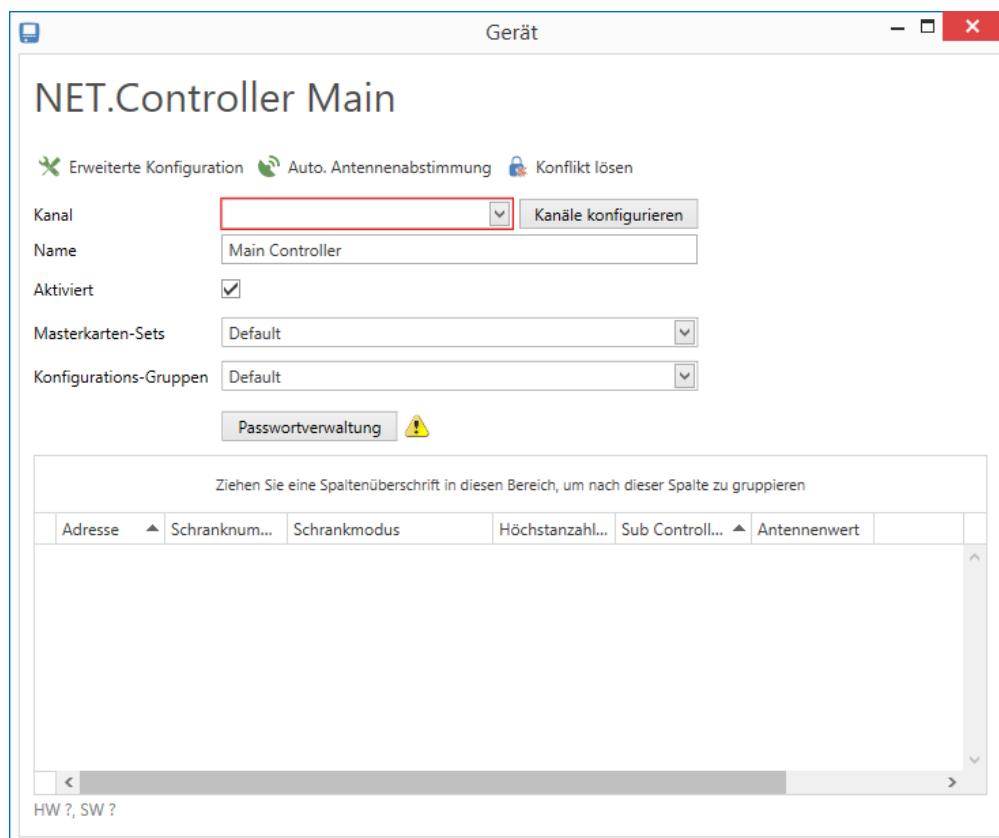 Gerät
NET.Controller Main
Erweiterte Konfiguration Auto. Antennenabstimmung Konflikt lösen
Kanal Kanäle konfigurieren
Name Main Controller
Aktiviert
Masterkarten-Sets Default
Konfigurations-Gruppen Default
Passwortverwaltung
Ziehen Sie eine Spaltenüberschrift in diesen Bereich, um nach dieser Spalte zu gruppieren
Adresse Schranknum... Schrankmodus Höchstanzahl... Sub Controll... Antennenwert
HW ?, SW ?